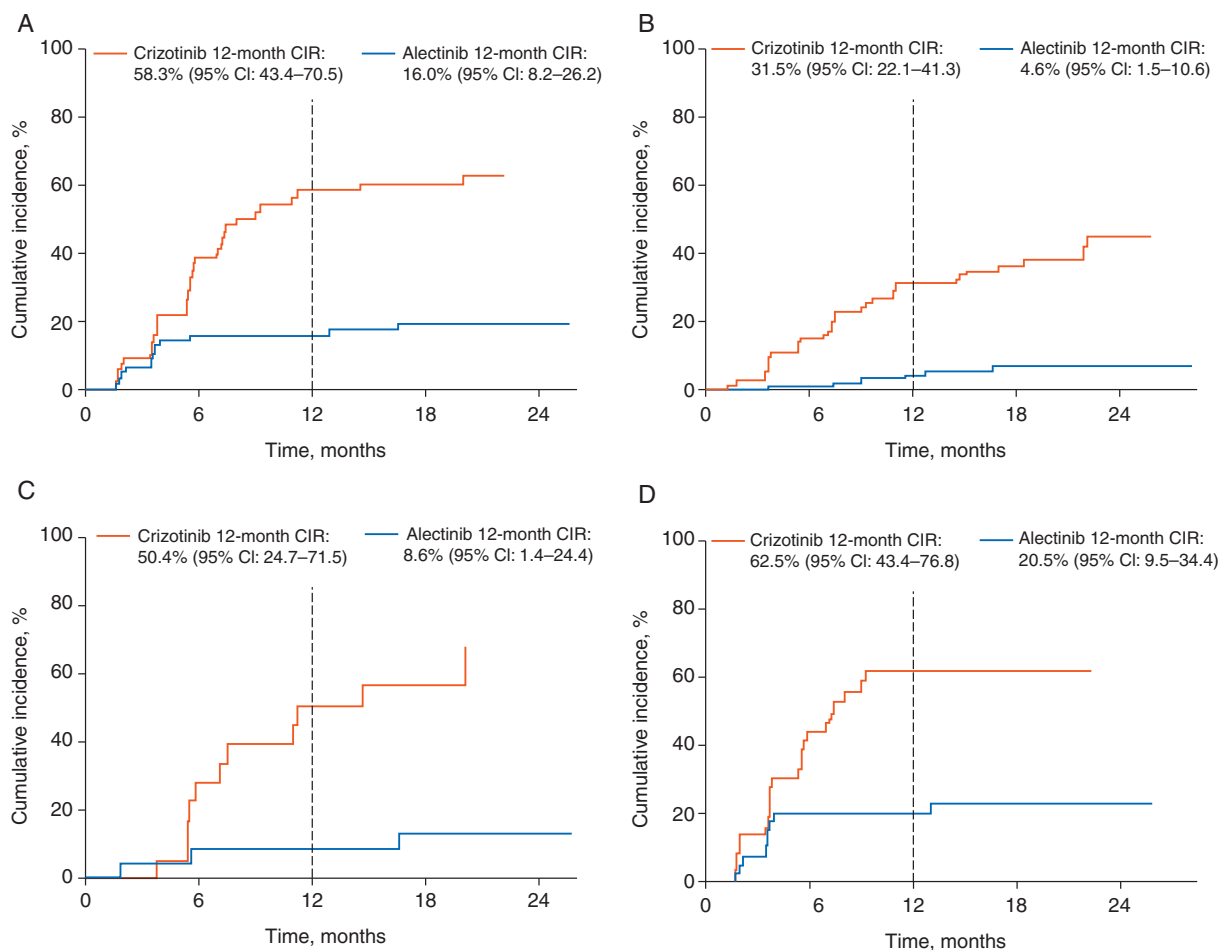 A
Crizotinib 12-month CIR:
58.3% (95% CI: 43.4–70.5)
Alectinib 12-month CIR:
16.0% (95% CI: 8.2–26.2)
Cumulative incidence, %
100
80
60
40
20
0
0 6 12 18 24
Time, months
B
Crizotinib 12-month CIR:
31.5% (95% CI: 22.1–41.3)
Alectinib 12-month CIR:
4.6% (95% CI: 1.5–10.6)
Cumulative incidence, %
100
80
60
40
20
0
0 6 12 18 24
Time, months
C
Crizotinib 12-month CIR:
50.4% (95% CI: 24.7–71.5)
Alectinib 12-month CIR:
8.6% (95% CI: 1.4–24.4)
Cumulative incidence, %
100
80
60
40
20
0
0 6 12 18 24
Time, months
D
Crizotinib 12-month CIR:
62.5% (95% CI: 43.4–76.8)
Alectinib 12-month CIR:
20.5% (95% CI: 9.5–34.4)
Cumulative incidence, %
100
80
60
40
20
0
0 6 12 18 24
Time, months